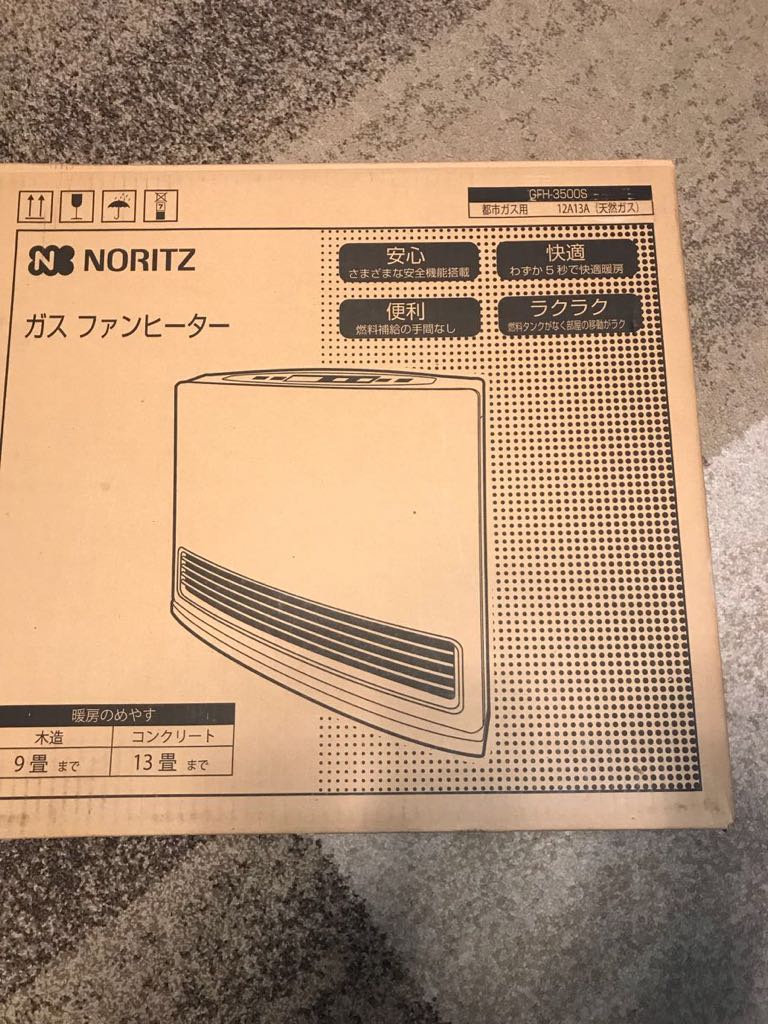 GFH-3500S
都市ガス用 12A13A (天然ガス)
NORITZ
ガス ファンヒーター
安心
さまざまな安全機能搭載
快適
わずか5秒で快適暖房
便利
燃料補給の手間なし
ラクラク
燃料タンクがなく部屋の移動がラク
暖房のめやす
木造 コンクリート
9畳 まで 13畳 まで
7